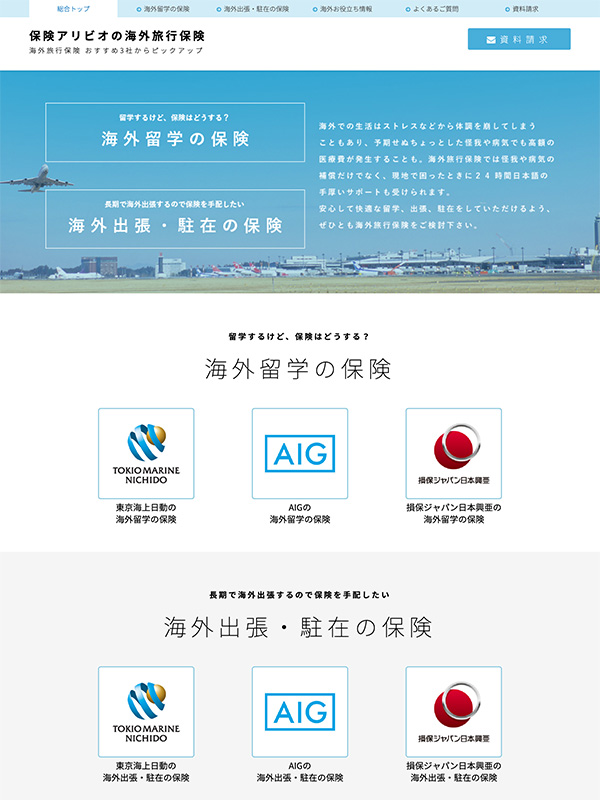 総合トップ
海外留学の保険
海外出張・駐在の保険
海外お役立ち情報
よくあるご質問
資料請求
保険アリビオの海外旅行保険
海外旅行保険 おすすめ3社からピックアップ
資料請求
留学するけど、保険はどうする？
海外留学の保険
長期で海外出張するので保険を手配したい
海外出張・駐在の保険
海外での生活はストレスなどから体調を崩してしまう
こともあり、予期せぬちょっとした怪我や病気でも高額の
医療費が発生することも。海外旅行保険では怪我や病気の
補償だけでなく、現地で困ったときに２４時間日本語の
手厚いサポートも受けられます。
安心して快適な留学、出張、駐在をしていただけるよう、
ぜひとも海外旅行保険をご検討下さい。
留学するけど、保険はどうする？
海外留学の保険
TOKIO MARINE
NICHIDO
AIG
損保ジャパン日本興亜
東京海上日動の
海外留学の保険
AIGの
海外留学の保険
損保ジャパン日本興亜の
海外留学の保険
長期で海外出張するので保険を手配したい
海外出張・駐在の保険
TOKIO MARINE
NICHIDO
AIG
損保ジャパン日本興亜
東京海上日動の
海外出張・駐在の保険
AIGの
海外出張・駐在の保険
損保ジャパン日本興亜の
海外出張・駐在の保険